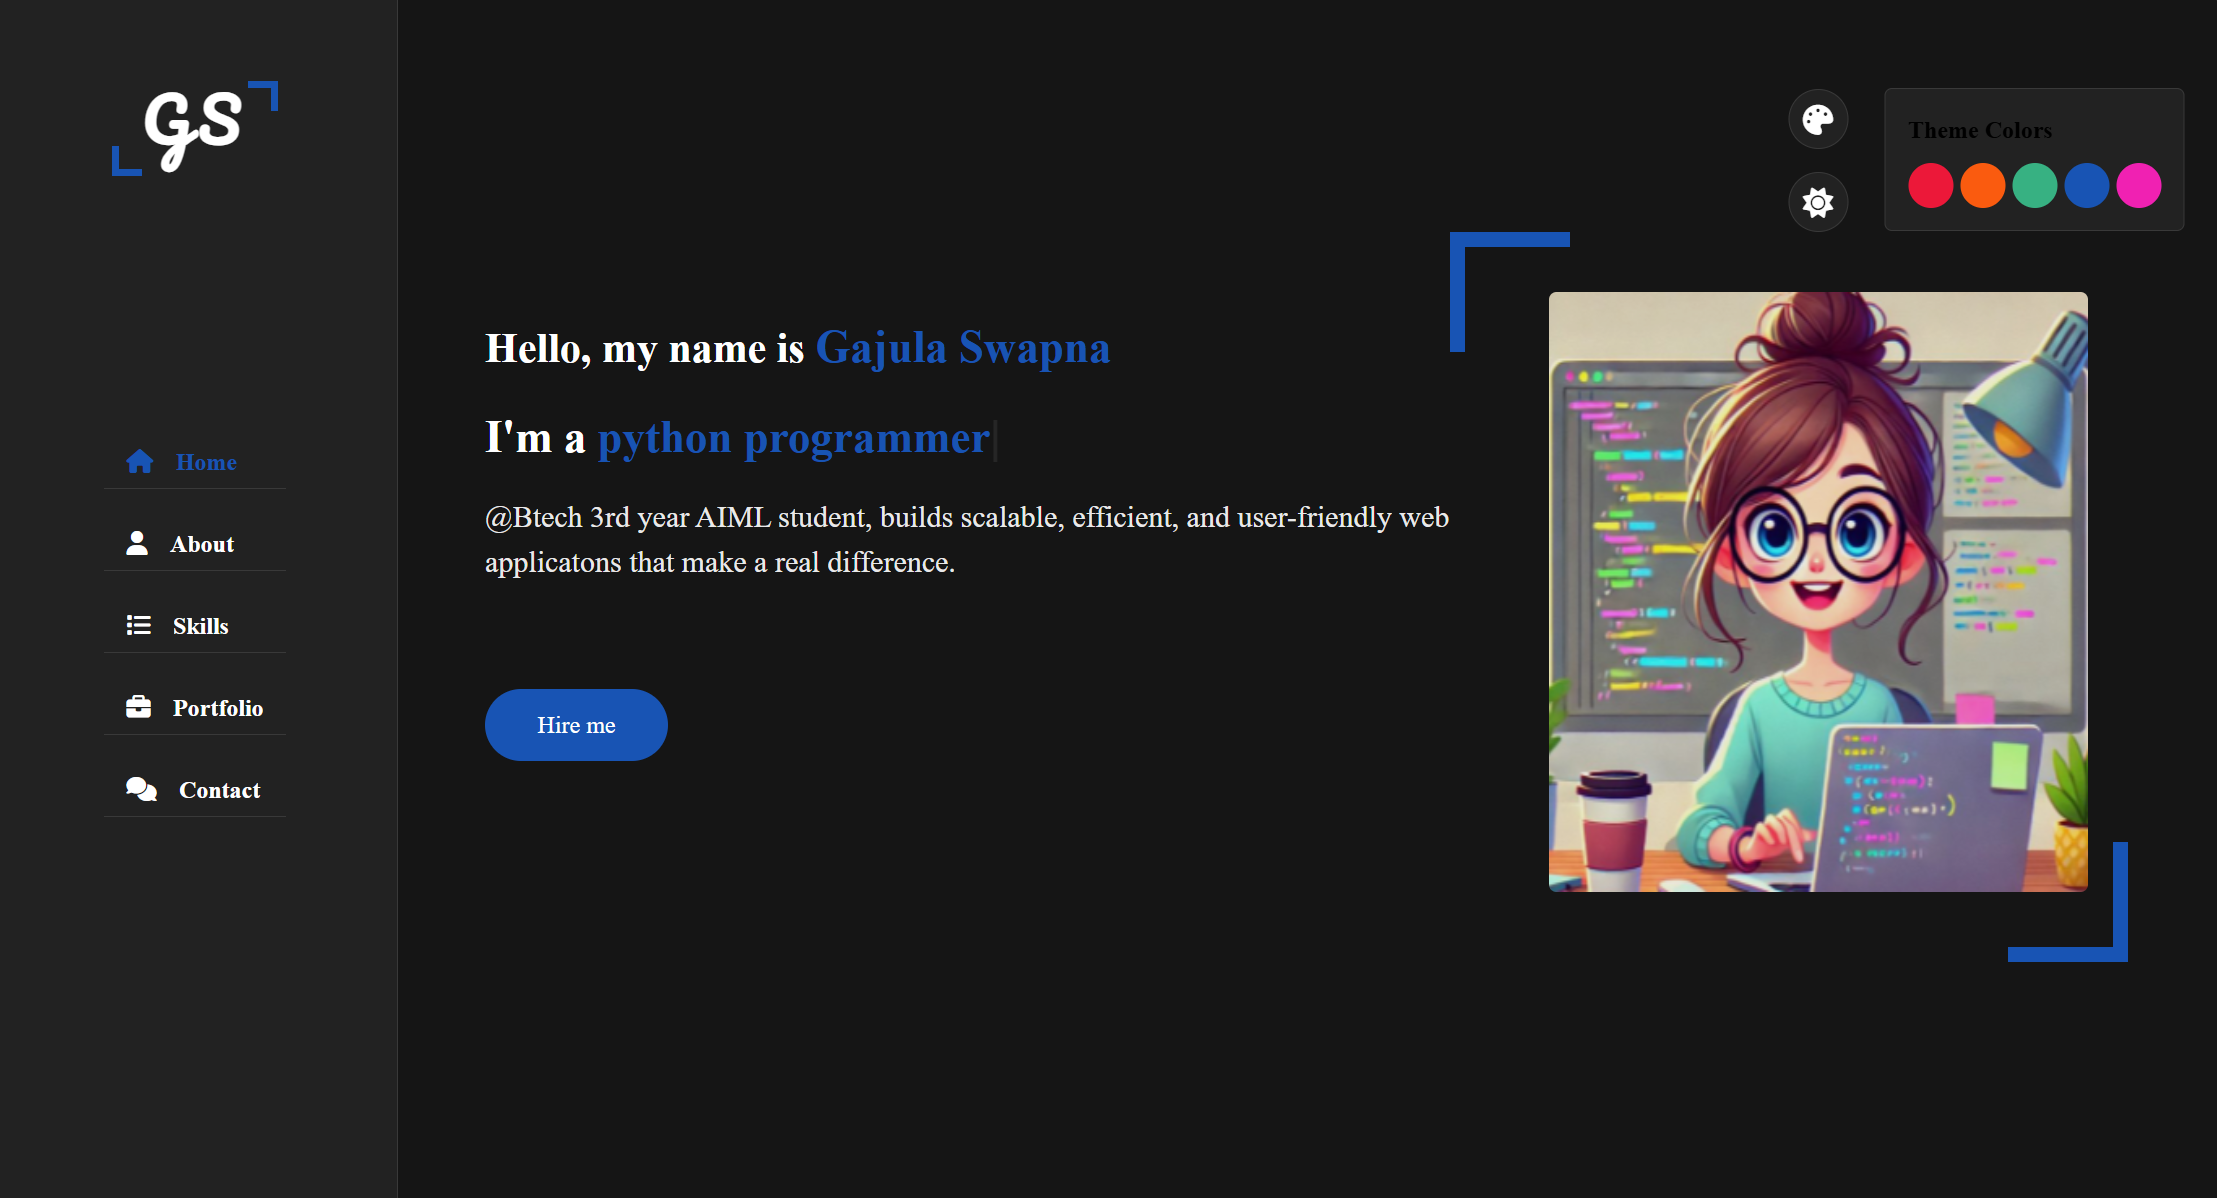 GS
Home
About
Skills
Portfolio
Contact
Hello, my name is Gajula Swapna
I'm a python programmer
@Btech 3rd year AIML student, builds scalable, efficient, and user-friendly web
applicatons that make a real difference.
Hire me
Theme Colors